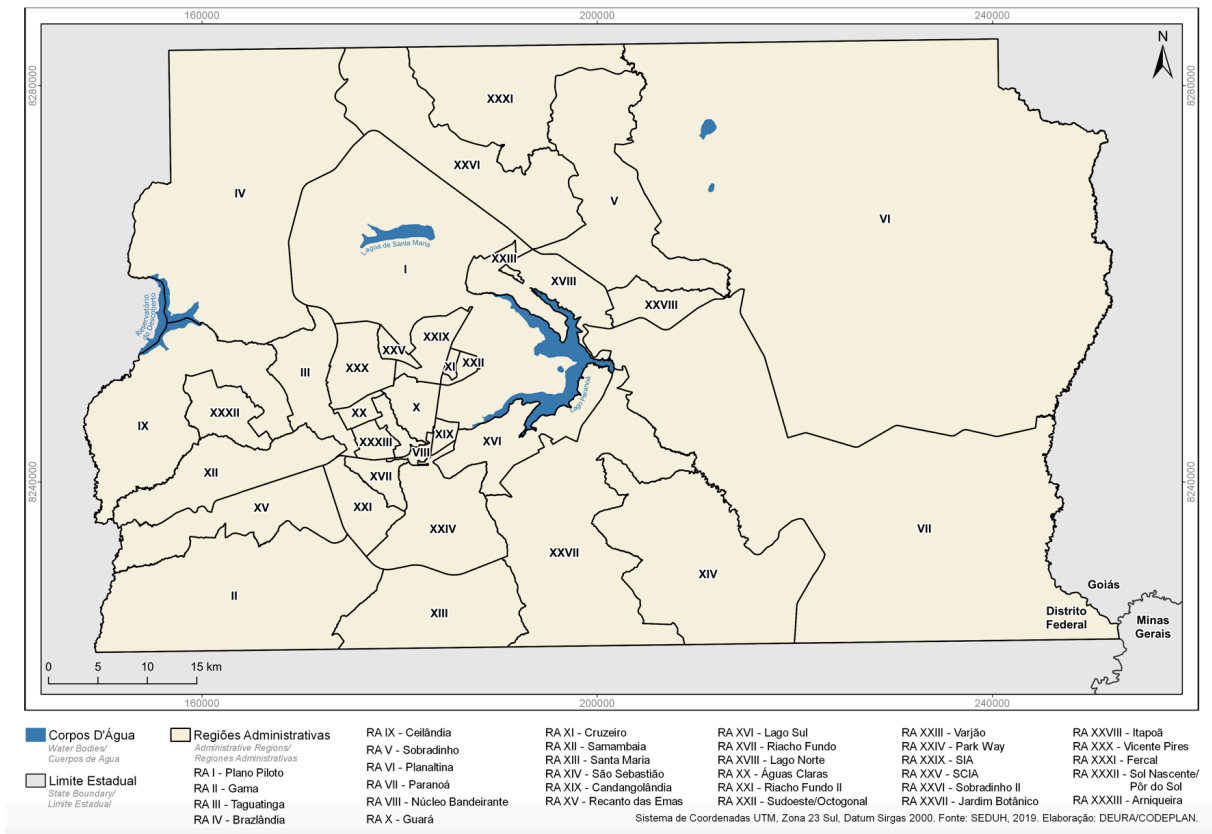 160000
200000
240000
N
8280000
8280000
XXXI
XXVI
IV
V
VI
Lagoa de Santa Maria
I
XXIII
XVIII
XXVIII
Reservatório
do Descoberto
XXIX
XXV
XI
XXII
III
XXX
Lago Paranoá
X
XX
XXXII
IX
XIX
XXXIII
XVI
VIII
XII
XVII
8240000
8240000
XV
XXI
XXIV
VII
XXVII
XIV
II
XIII
Goiás
Distrito
Federal
Minas
Gerais
0 5 10 15 km
160000
200000
240000
Corpos D'Água
Water Bodies/
Cuerpos de Agua
Limite Estadual
State Boundary/
Limite Estadual
Regiões Administrativas
Administrative Regions/
Regiones Administrativas
RA I - Plano Piloto
RA II - Gama
RA III - Taguatinga
RA IV - Brazlândia
RA IX - Ceilândia
RA V - Sobradinho
RA VI - Planaltina
RA VII - Paranoá
RA VIII - Núcleo Bandeirante
RA X - Guará
RA XI - Cruzeiro
RA XII - Samambaia
RA XIII - Santa Maria
RA XIV - São Sebastião
RA XIX - Candangolândia
RA XV - Recanto das Emas
RA XVI - Lago Sul
RA XVII - Riacho Fundo
RA XVIII - Lago Norte
RA XX - Águas Claras
RA XXI - Riacho Fundo II
RA XXII - Sudoeste/Octogonal
RA XXIII - Varjão
RA XXIV - Park Way
RA XXIX - SIA
RA XXV - SCIA
RA XXVI - Sobradinho II
RA XXVII - Jardim Botânico
RA XXVIII - Itapoã
RA XXX - Vicente Pires
RA XXXI - Fercal
RA XXXII - Sol Nascente/
Pôr do Sol
RA XXXIII - Arniqueira
Sistema de Coordenadas UTM, Zona 23 Sul, Datum Sirgas 2000. Fonte: SEDUH, 2019. Elaboração: DEURA/CODEPLAN.